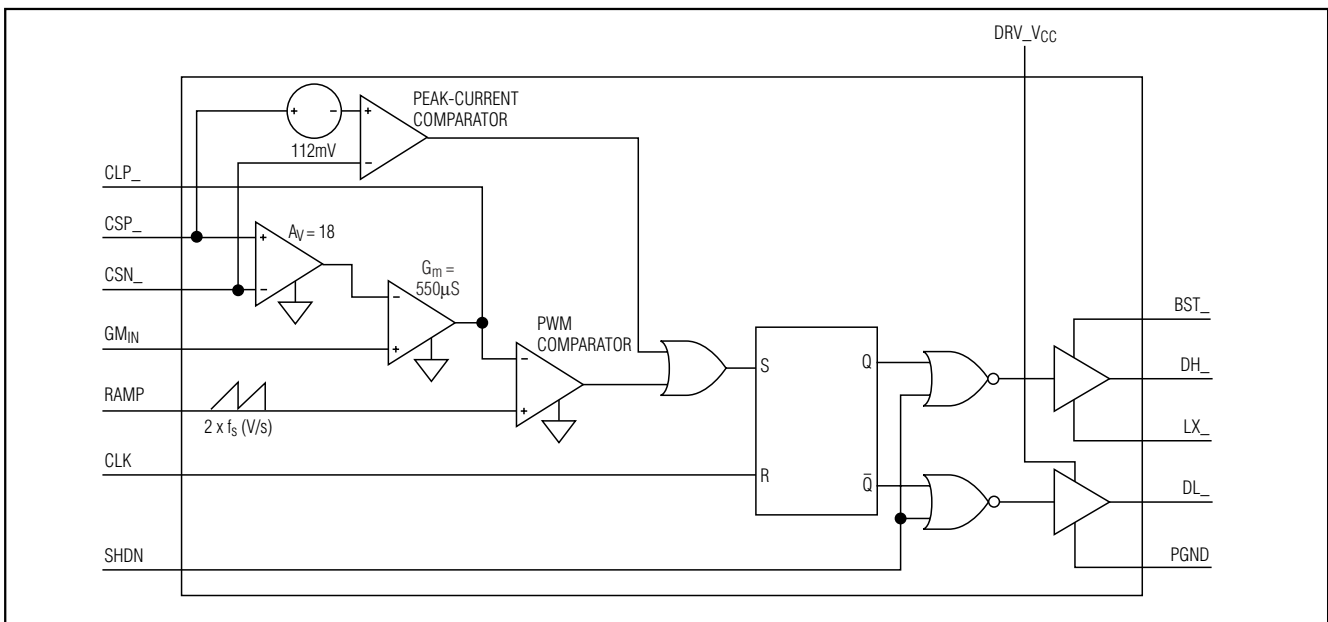 DRV_VCC
PEAK-CURRENT
COMPARATOR
+
-
+
-
112mV
CLP_
CSP_
+
AV = 18
CSN_
-
Gm =
550µS
-
GMIN
+
PWM
COMPARATOR
-
RAMP
+
2 x fs (V/s)
CLK
SHDN
S
Q
R
Q̅
BST_
DH_
LX_
DL_
PGND